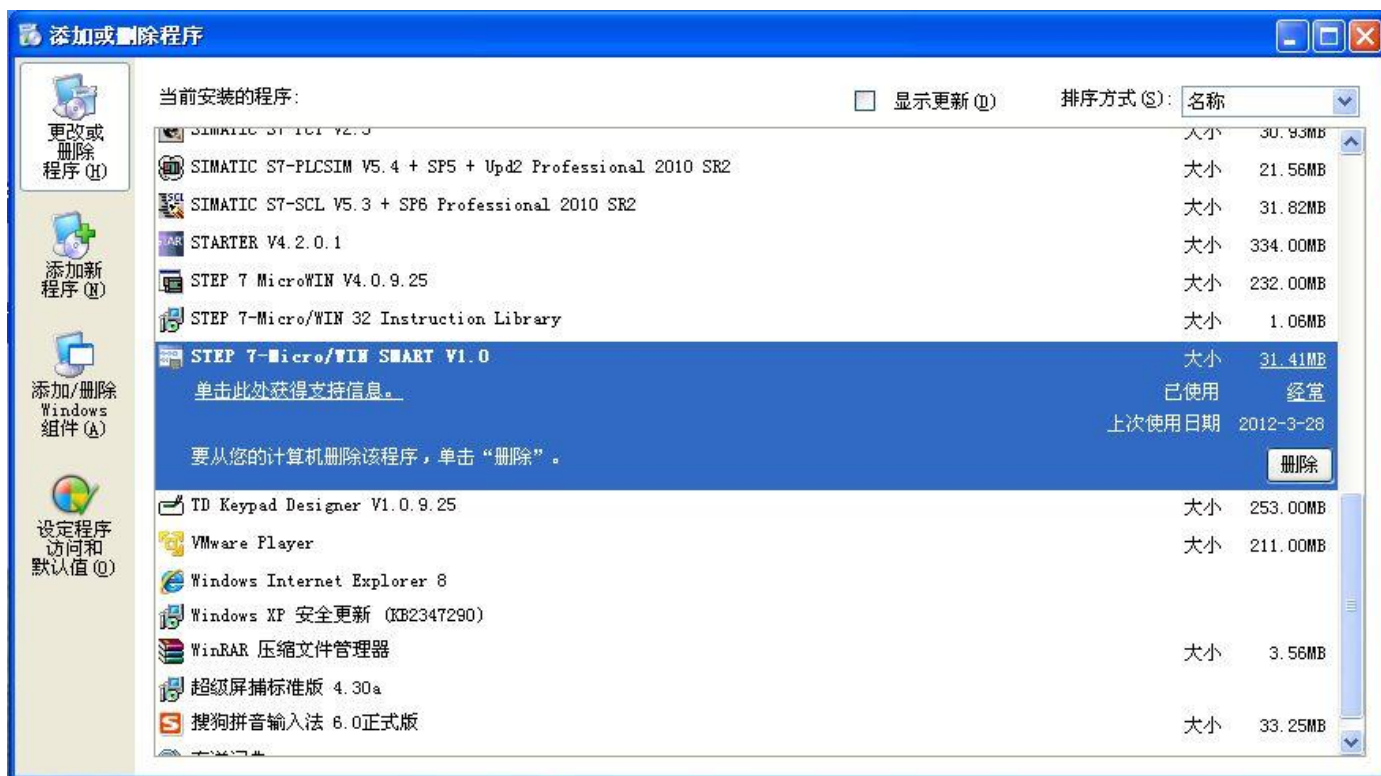 添加或删除程序
更改或
删除
程序(H)
添加新
程序(N)
添加/删除
Windows
组件(A)
设定程序
访问和
默认值(O)
当前安装的程序:
显示更新(D)
排序方式(S): 名称
大小 30.93MB
SIMATIC S7-PLCSIM V5.4 + SP5 + Upd2 Professional 2010 SR2 大小 21.56MB
SIMATIC S7-SCL V5.3 + SP6 Professional 2010 SR2 大小 31.82MB
STARTER V4.2.0.1 大小 334.00MB
STEP 7 MicroWIN V4.0.9.25 大小 232.00MB
STEP 7-Micro/WIN 32 Instruction Library 大小 1.06MB
STEP 7-Micro/WIN SMART V1.0 大小 31.41MB
单击此处获得支持信息。 已使用 经常
上次使用日期 2012-3-28
要从您的计算机删除该程序，单击“删除”。 删除
TD Keypad Designer V1.0.9.25 大小 253.00MB
VMware Player 大小 211.00MB
Windows Internet Explorer 8
Windows XP 安全更新 (KB2347290)
WinRAR 压缩文件管理器 大小 3.56MB
超级屏捕标准版 4.30a
搜狗拼音输入法 6.0正式版 大小 33.25MB